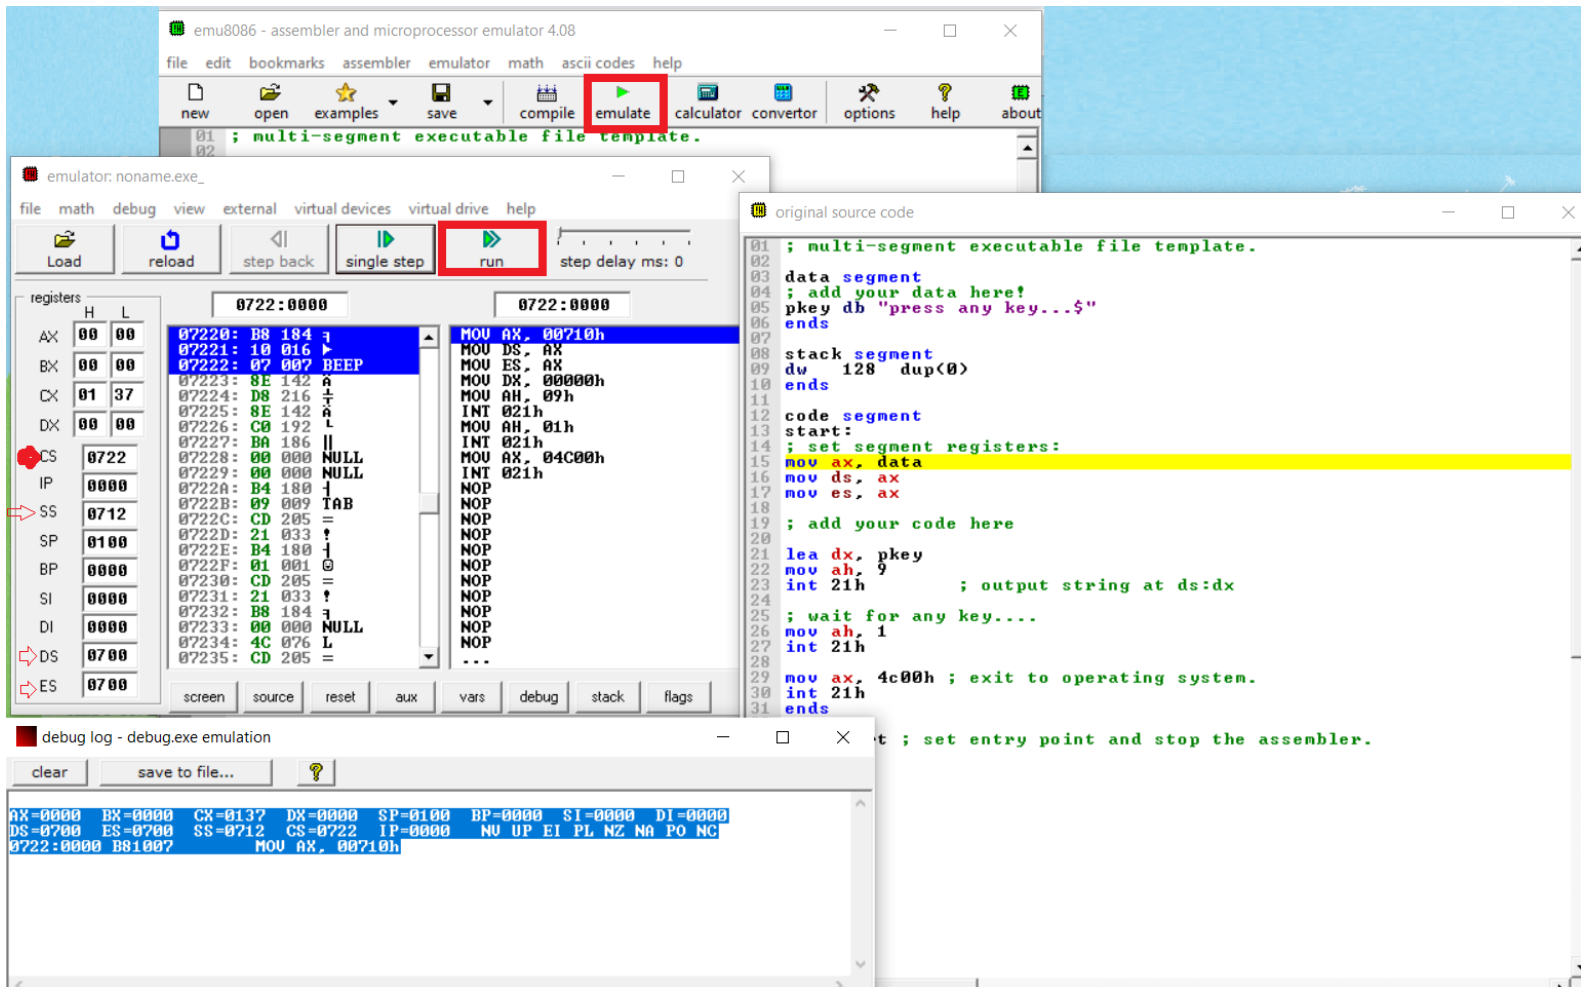 emu8086 - assembler and microprocessor emulator 4.08
file edit bookmarks assembler emulator math ascii codes help
new open examples save compile emulate calculator convertor options help about
01 ; multi-segment executable file template.
02
emulator: noname.exe_
file math debug view external virtual devices virtual drive help
Load reload step back single step run step delay ms: 0
registers
H L
AX 00 00
BX 00 00
CX 01 37
DX 00 00
CS 0722
IP 0000
SS 0712
SP 0100
BP 0000
SI 0000
DI 0000
DS 0700
ES 0700
0722:0000
07220: B8 184 ╕
07221: 10 016 ►
07222: 07 007 BEEP
07223: 8E 142 Ä
07224: D8 216 ╪
07225: 8E 142 Ä
07226: C0 192 └
07227: BA 186 ║
07228: 00 000 NULL
07229: 00 000 NULL
0722A: B4 180 ┤
0722B: 09 009 TAB
0722C: CD 205 =
0722D: 21 033 !
0722E: B4 180 ┤
0722F: 01 001 ☺
07230: CD 205 =
07231: 21 033 !
07232: B8 184 ╕
07233: 00 000 NULL
07234: 4C 076 L
07235: CD 205 =
0722:0000
MOV AX, 00710h
MOV DS, AX
MOV ES, AX
MOV DX, 00000h
MOV AH, 09h
INT 021h
MOV AH, 01h
INT 021h
MOV AX, 04C00h
INT 021h
NOP
NOP
NOP
NOP
NOP
NOP
NOP
NOP
NOP
NOP
NOP
...
screen source reset aux vars debug stack flags
original source code
01 ; multi-segment executable file template.
02
03 data segment
04 ; add your data here!
05 pkey db "press any key...$"
06 ends
07
08 stack segment
09 dw 128 dup(0)
10 ends
11
12 code segment
13 start:
14 ; set segment registers:
15 mov ax, data
16 mov ds, ax
17 mov es, ax
18
19 ; add your code here
20
21 lea dx, pkey
22 mov ah, 9
23 int 21h ; output string at ds:dx
24
25 ; wait for any key....
26 mov ah, 1
27 int 21h
28
29 mov ax, 4c00h ; exit to operating system.
30 int 21h
31 ends
t ; set entry point and stop the assembler.
debug log - debug.exe emulation
clear save to file... ?
AX=0000 BX=0000 CX=0137 DX=0000 SP=0100 BP=0000 SI=0000 DI=0000
DS=0700 ES=0700 SS=0712 CS=0722 IP=0000 NV UP EI PL NZ NA PO NC
0722:0000 B81007 MOV AX, 00710h